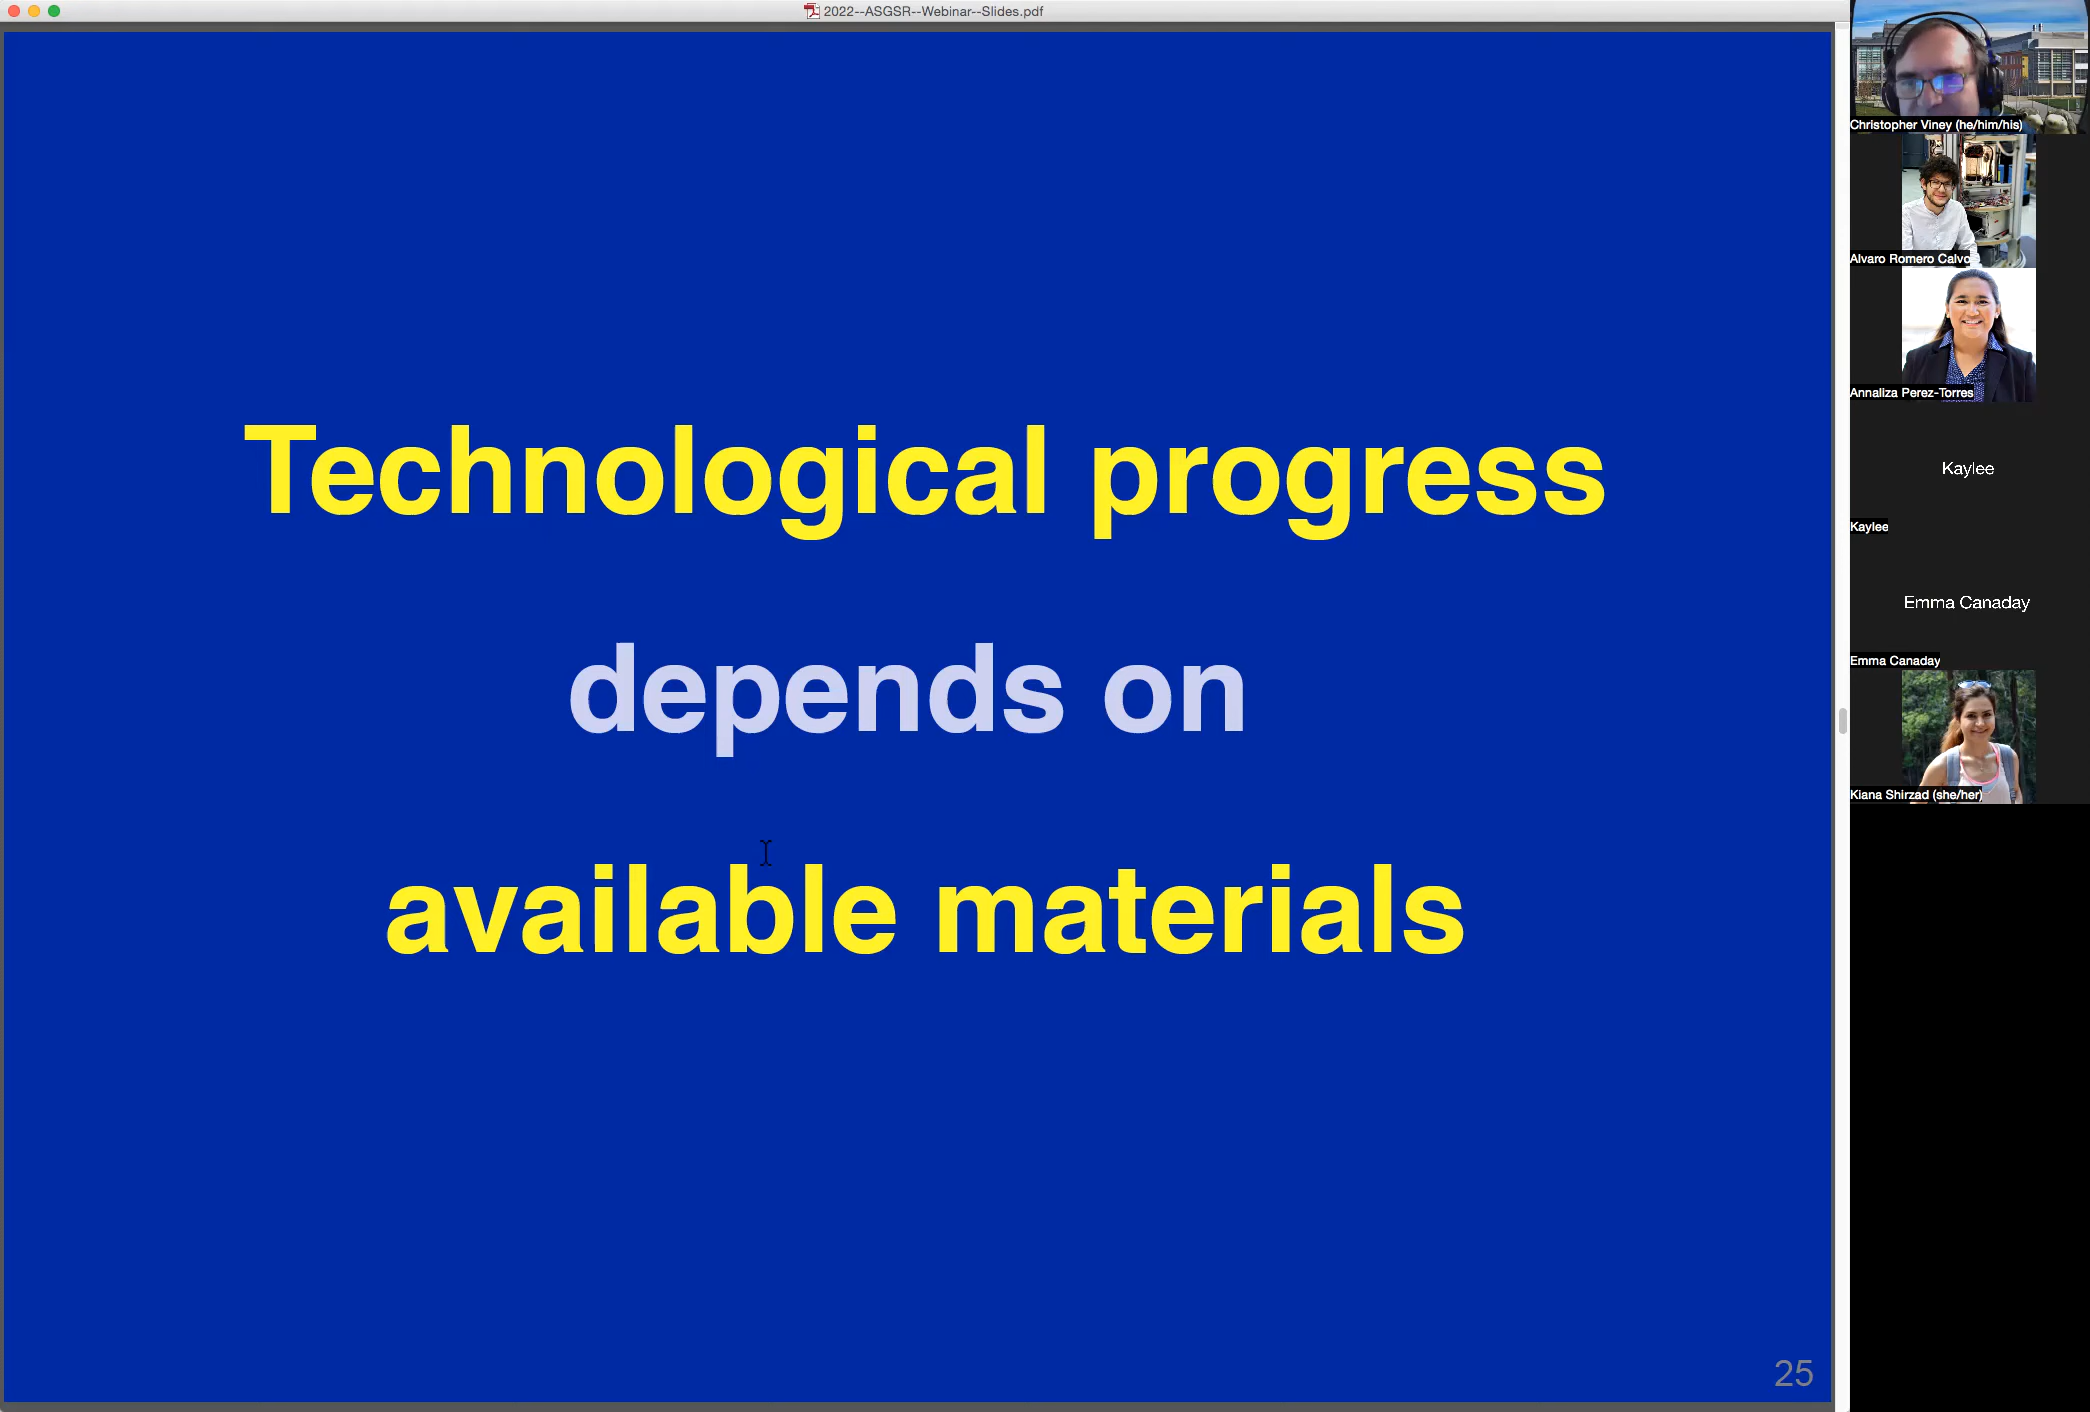 2022--ASGSR--Webinar--Slides.pdf
Technological progress
depends on
available materials
25
Christopher Viney (he/him/his)
Alvaro Romero Calvo
Annaliza Perez-Torres
Kaylee
Kaylee
Emma Canaday
Emma Canaday
Kiana Shirzad (she/her)